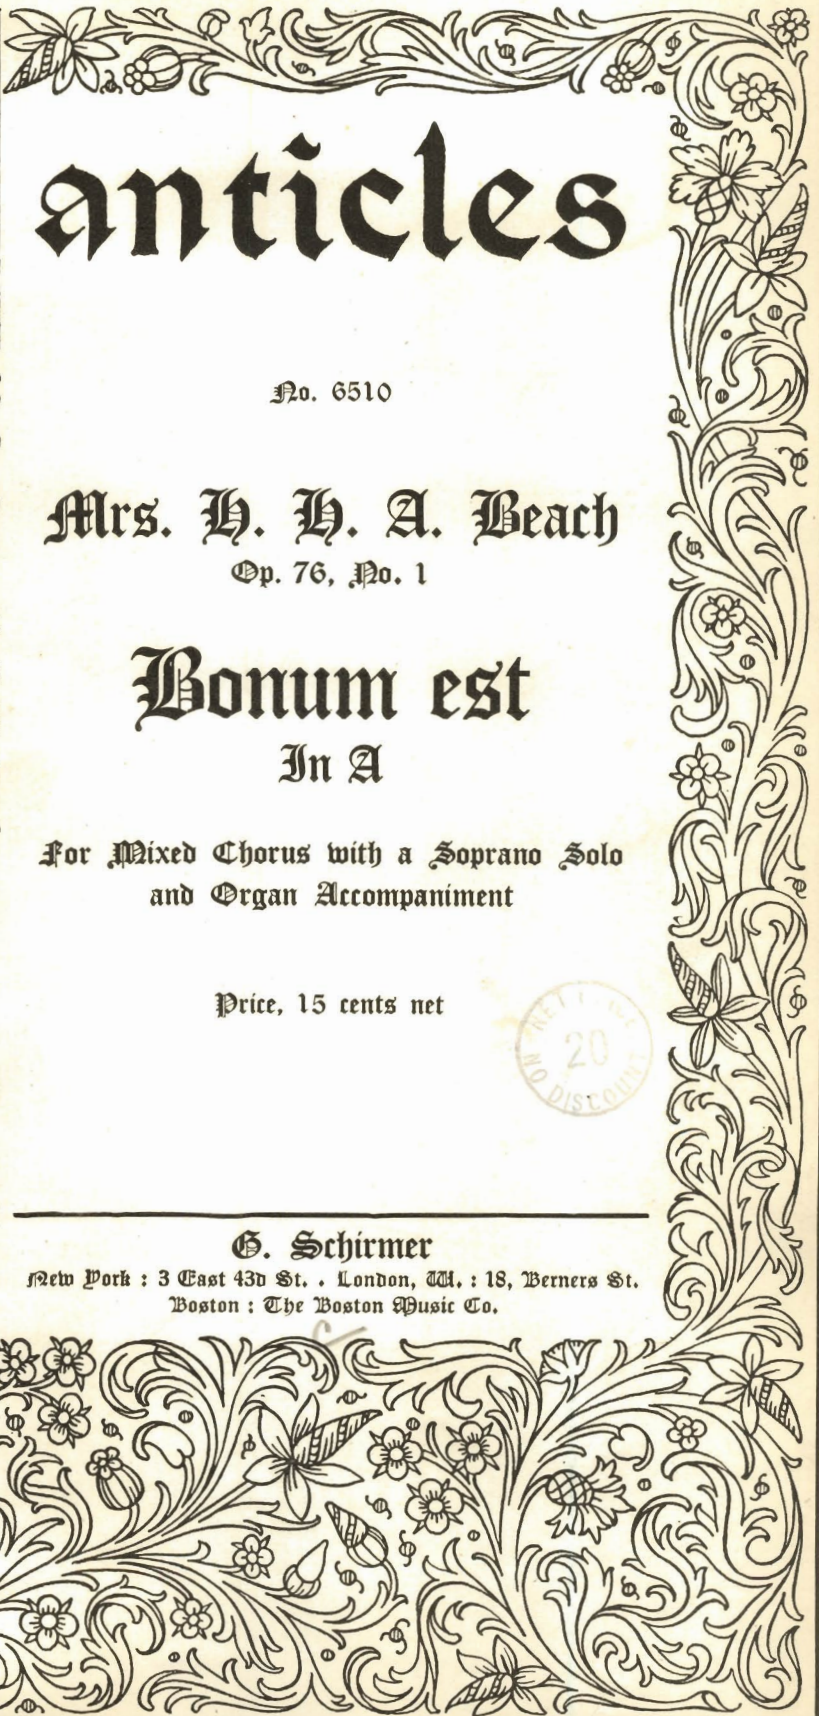 anticles
No. 6510
Mrs. H. H. A. Beach
Op. 76, No. 1
Bonum est
In A
For Mixed Chorus with a Soprano Solo
and Organ Accompaniment
Price, 15 cents net
20
NO DISCOUNT
G. Schirmer
New York : 3 East 43d St. . London, W. : 18, Berners St.
Boston : The Boston Music Co.